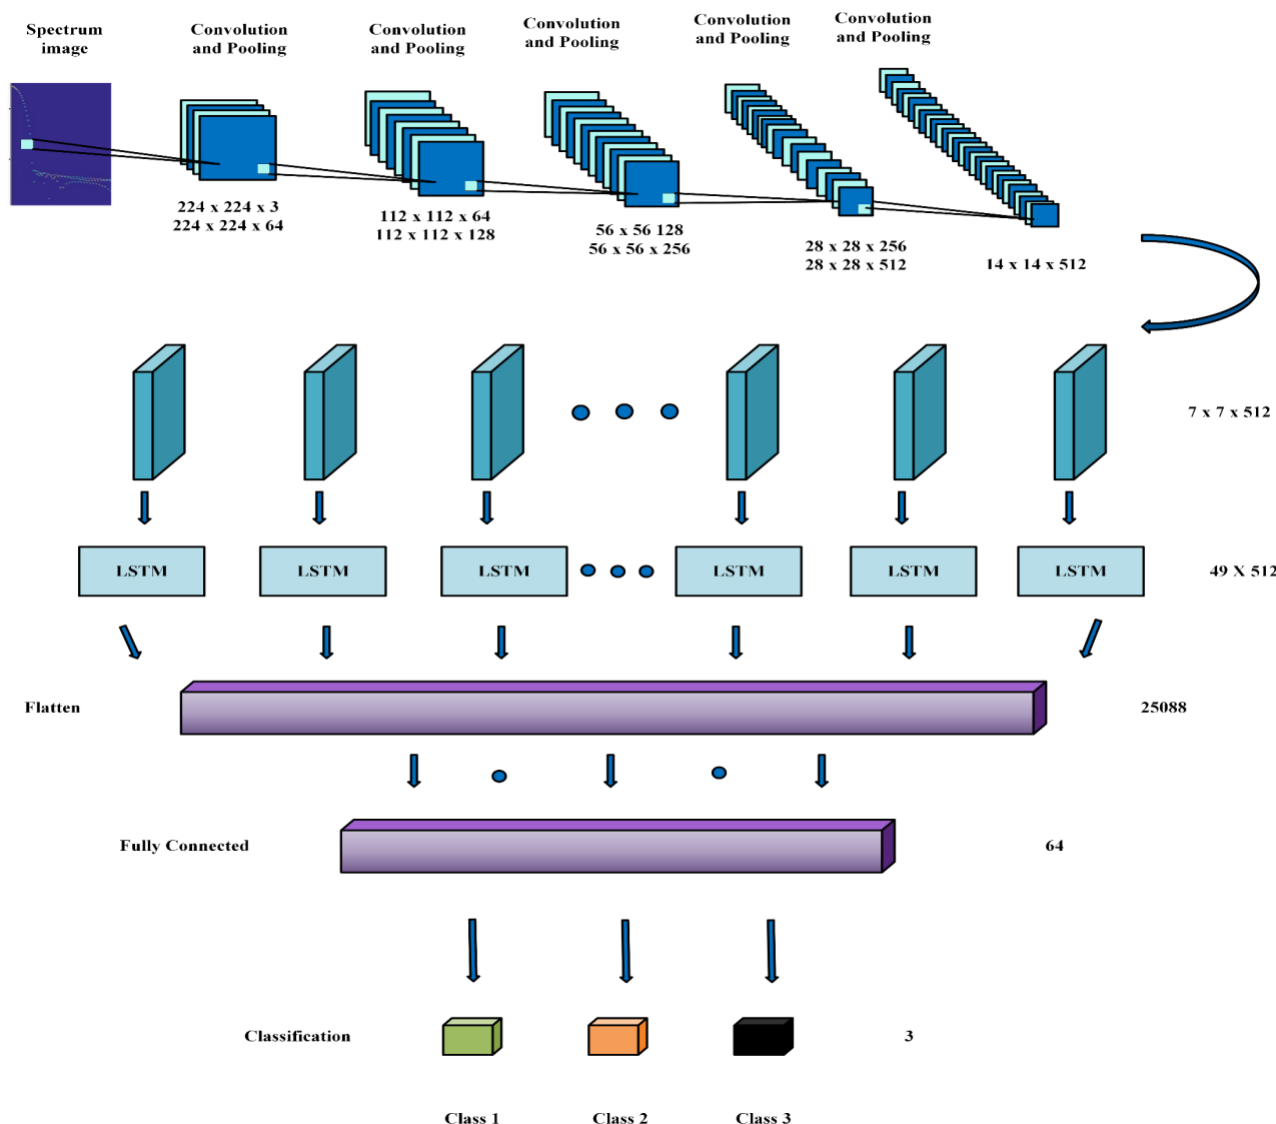 Spectrum
image
Convolution
and Pooling
Convolution
and Pooling
Convolution
and Pooling
Convolution
and Pooling
Convolution
and Pooling
224 x 224 x 3
224 x 224 x 64
112 x 112 x 64
112 x 112 x 128
56 x 56 128
56 x 56 x 256
28 x 28 x 256
28 x 28 x 512
14 x 14 x 512
7 x 7 x 512
LSTM
LSTM
LSTM
LSTM
LSTM
LSTM
49 X 512
Flatten
25088
Fully Connected
64
Classification
3
Class 1
Class 2
Class 3